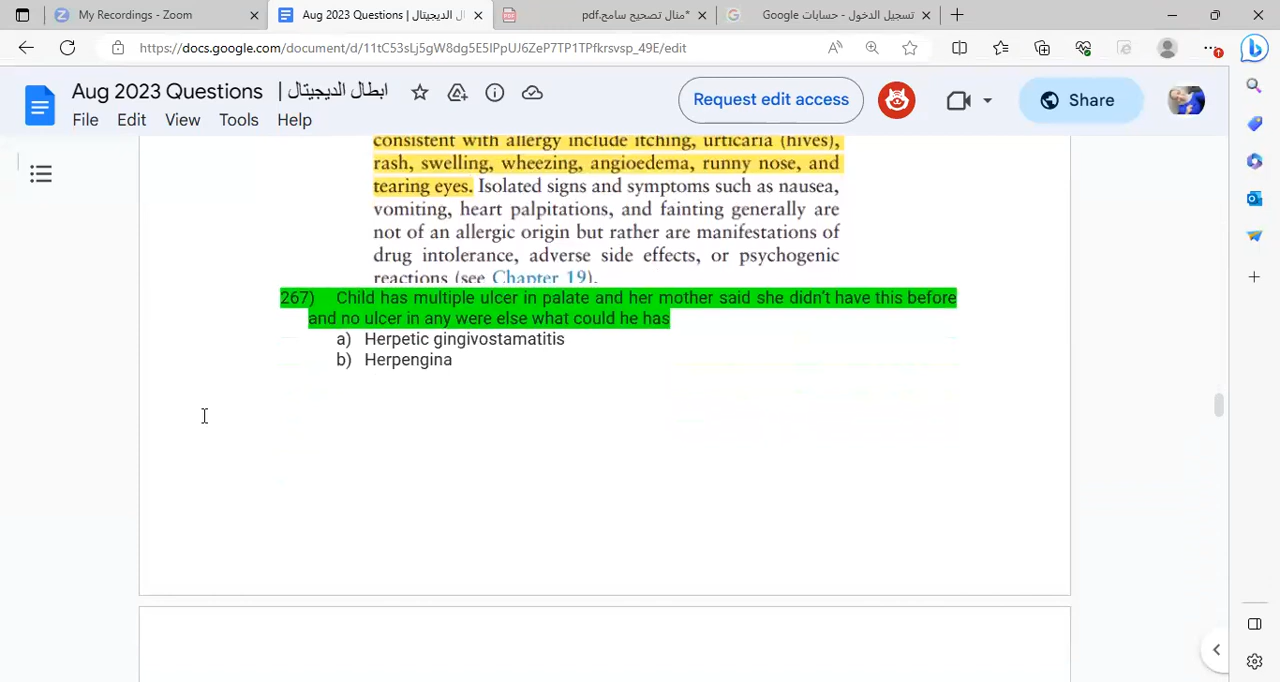 My Recordings - Zoom
Aug 2023 Questions | ابطال الديجيتال
منال تصحيح سامح.pdf*
تسجيل الدخول - حسابات Google
https://docs.google.com/document/d/11tC53sLj5gW8dg5E5lPpUJ6ZeP7TP1TPfkrsvsp_49E/edit
Aug 2023 Questions | ابطال الديجيتال
Request edit access
Share
File Edit View Tools Help
consistent with allergy include itching, urticaria (hives),
rash, swelling, wheezing, angioedema, runny nose, and
tearing eyes. Isolated signs and symptoms such as nausea,
vomiting, heart palpitations, and fainting generally are
not of an allergic origin but rather are manifestations of
drug intolerance, adverse side effects, or psychogenic
reactions (see Chapter 19).
267) Child has multiple ulcer in palate and her mother said she didn't have this before
and no ulcer in any were else what could he has
a) Herpetic gingivostamatitis
b) Herpengina